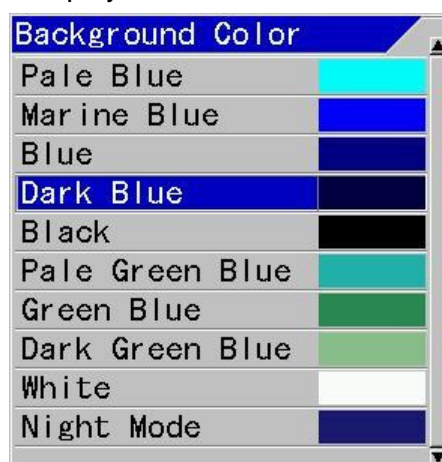 Background Color
Pale Blue
Marine Blue
Blue
Dark Blue
Black
Pale Green Blue
Green Blue
Dark Green Blue
White
Night Mode